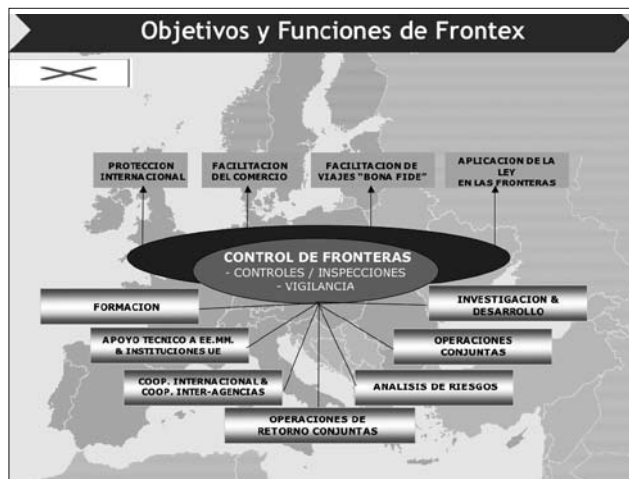 Objetivos y Funciones de Frontex
PROTECCION
INTERNACIONAL
FACILITACION
DEL COMERCIO
FACILITACION DE
VIAJES "BONA FIDE"
APLICACION DE LA
LEY
EN LAS FRONTERAS
CONTROL DE FRONTERAS
- CONTROLES / INSPECCIONES
- VIGILANCIA
FORMACION
INVESTIGACION &
DESARROLLO
APOYO TECNICO A EE.MM.
& INSTITUCIONES UE
OPERACIONES
CONJUNTAS
COOP. INTERNACIONAL &
COOP. INTER-AGENCIAS
ANALISIS DE RIESGOS
OPERACIONES DE
RETORNO CONJUNTAS